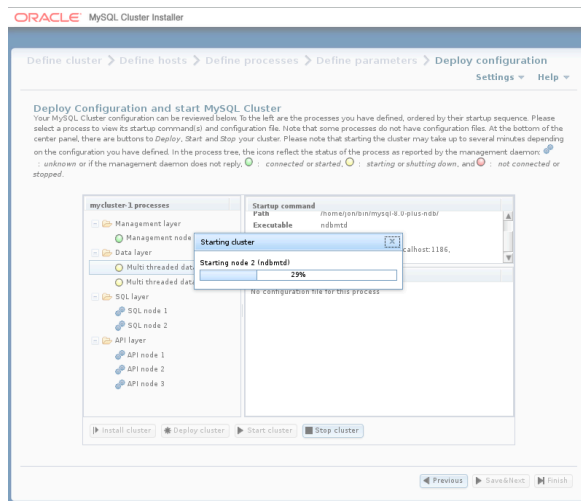 ORACLE® MySQL Cluster Installer
Define cluster > Define hosts > Define processes > Define parameters > Deploy configuration
Settings Help
Deploy Configuration and start MySQL Cluster
Your MySQL Cluster configuration can be reviewed below. To the left are the processes you have defined, ordered by their startup sequence. Please
select a process to view its startup command(s) and configuration file. Note that some processes do not have configuration files. At the bottom of the
center panel, there are buttons to Deploy, Start and Stop your cluster. Please note that starting the cluster may take up to several minutes depending
on the configuration you have defined. In the process tree, the icons reflect the status of the process as reported by the management daemon:
: unknown or if the management daemon does not reply, : connected or started, : starting or shutting down, and : not connected or
stopped.
mycluster-1 processes
Management layer
Management node
Data layer
Multi threaded dat
Multi threaded dat
SQL layer
SQL node 1
SQL node 2
API layer
API node 1
API node 2
API node 3
Startup command
Path /home/jon/bin/mysql-8.0-plus-ndb/
Executable ndbmtd
calhost:1186,
Starting cluster
Starting node 2 (ndbmtd)
29%
No configuration file for this process
Install cluster Deploy cluster Start cluster Stop cluster
Previous Save&Next Finish